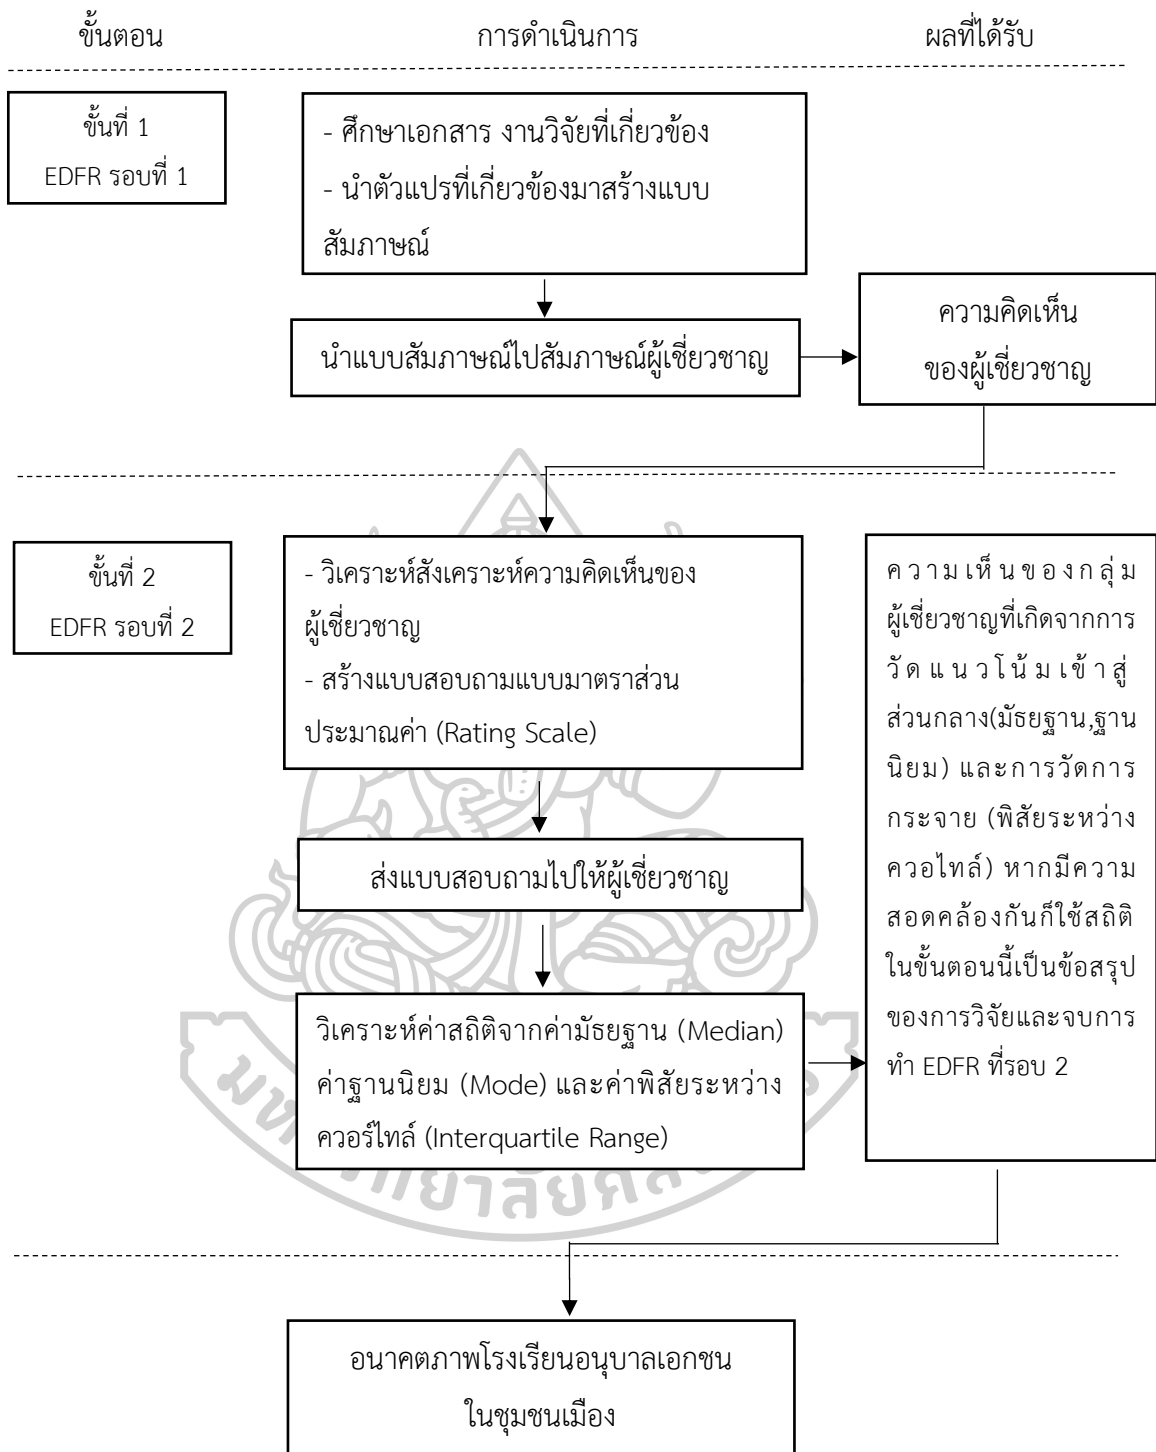 ขั้นตอน การดำเนินการ ผลที่ได้รับ
ขั้นที่ 1
EDFR รอบที่ 1
- ศึกษาเอกสาร งานวิจัยที่เกี่ยวข้อง
- นำตัวแปรที่เกี่ยวข้องมาสร้างแบบ
สัมภาษณ์
นำแบบสัมภาษณ์ไปสัมภาษณ์ผู้เชี่ยวชาญ
ความคิดเห็น
ของผู้เชี่ยวชาญ
ขั้นที่ 2
EDFR รอบที่ 2
- วิเคราะห์สังเคราะห์ความคิดเห็นของ
ผู้เชี่ยวชาญ
- สร้างแบบสอบถามแบบมาตราส่วน
ประมาณค่า (Rating Scale)
ส่งแบบสอบถามไปให้ผู้เชี่ยวชาญ
วิเคราะห์ค่าสถิติจากค่ามัธยฐาน (Median)
ค่าฐานนิยม (Mode) และค่าพิสัยระหว่าง
ควอร์ไทล์ (Interquartile Range)
ความเห็นของกลุ่ม
ผู้เชี่ยวชาญที่เกิดจากการ
วัดแนวโน้มเข้าสู่
ส่วนกลาง(มัธยฐาน,ฐาน
นิยม) และการวัดการ
กระจาย (พิสัยระหว่าง
ควอไทล์) หากมีความ
สอดคล้องกันก็ใช้สถิติ
ในขั้นตอนนี้เป็นข้อสรุป
ของการวิจัยและจบการ
ทำ EDFR ที่รอบ 2
อนาคตภาพโรงเรียนอนุบาลเอกชน
ในชุมชนเมือง